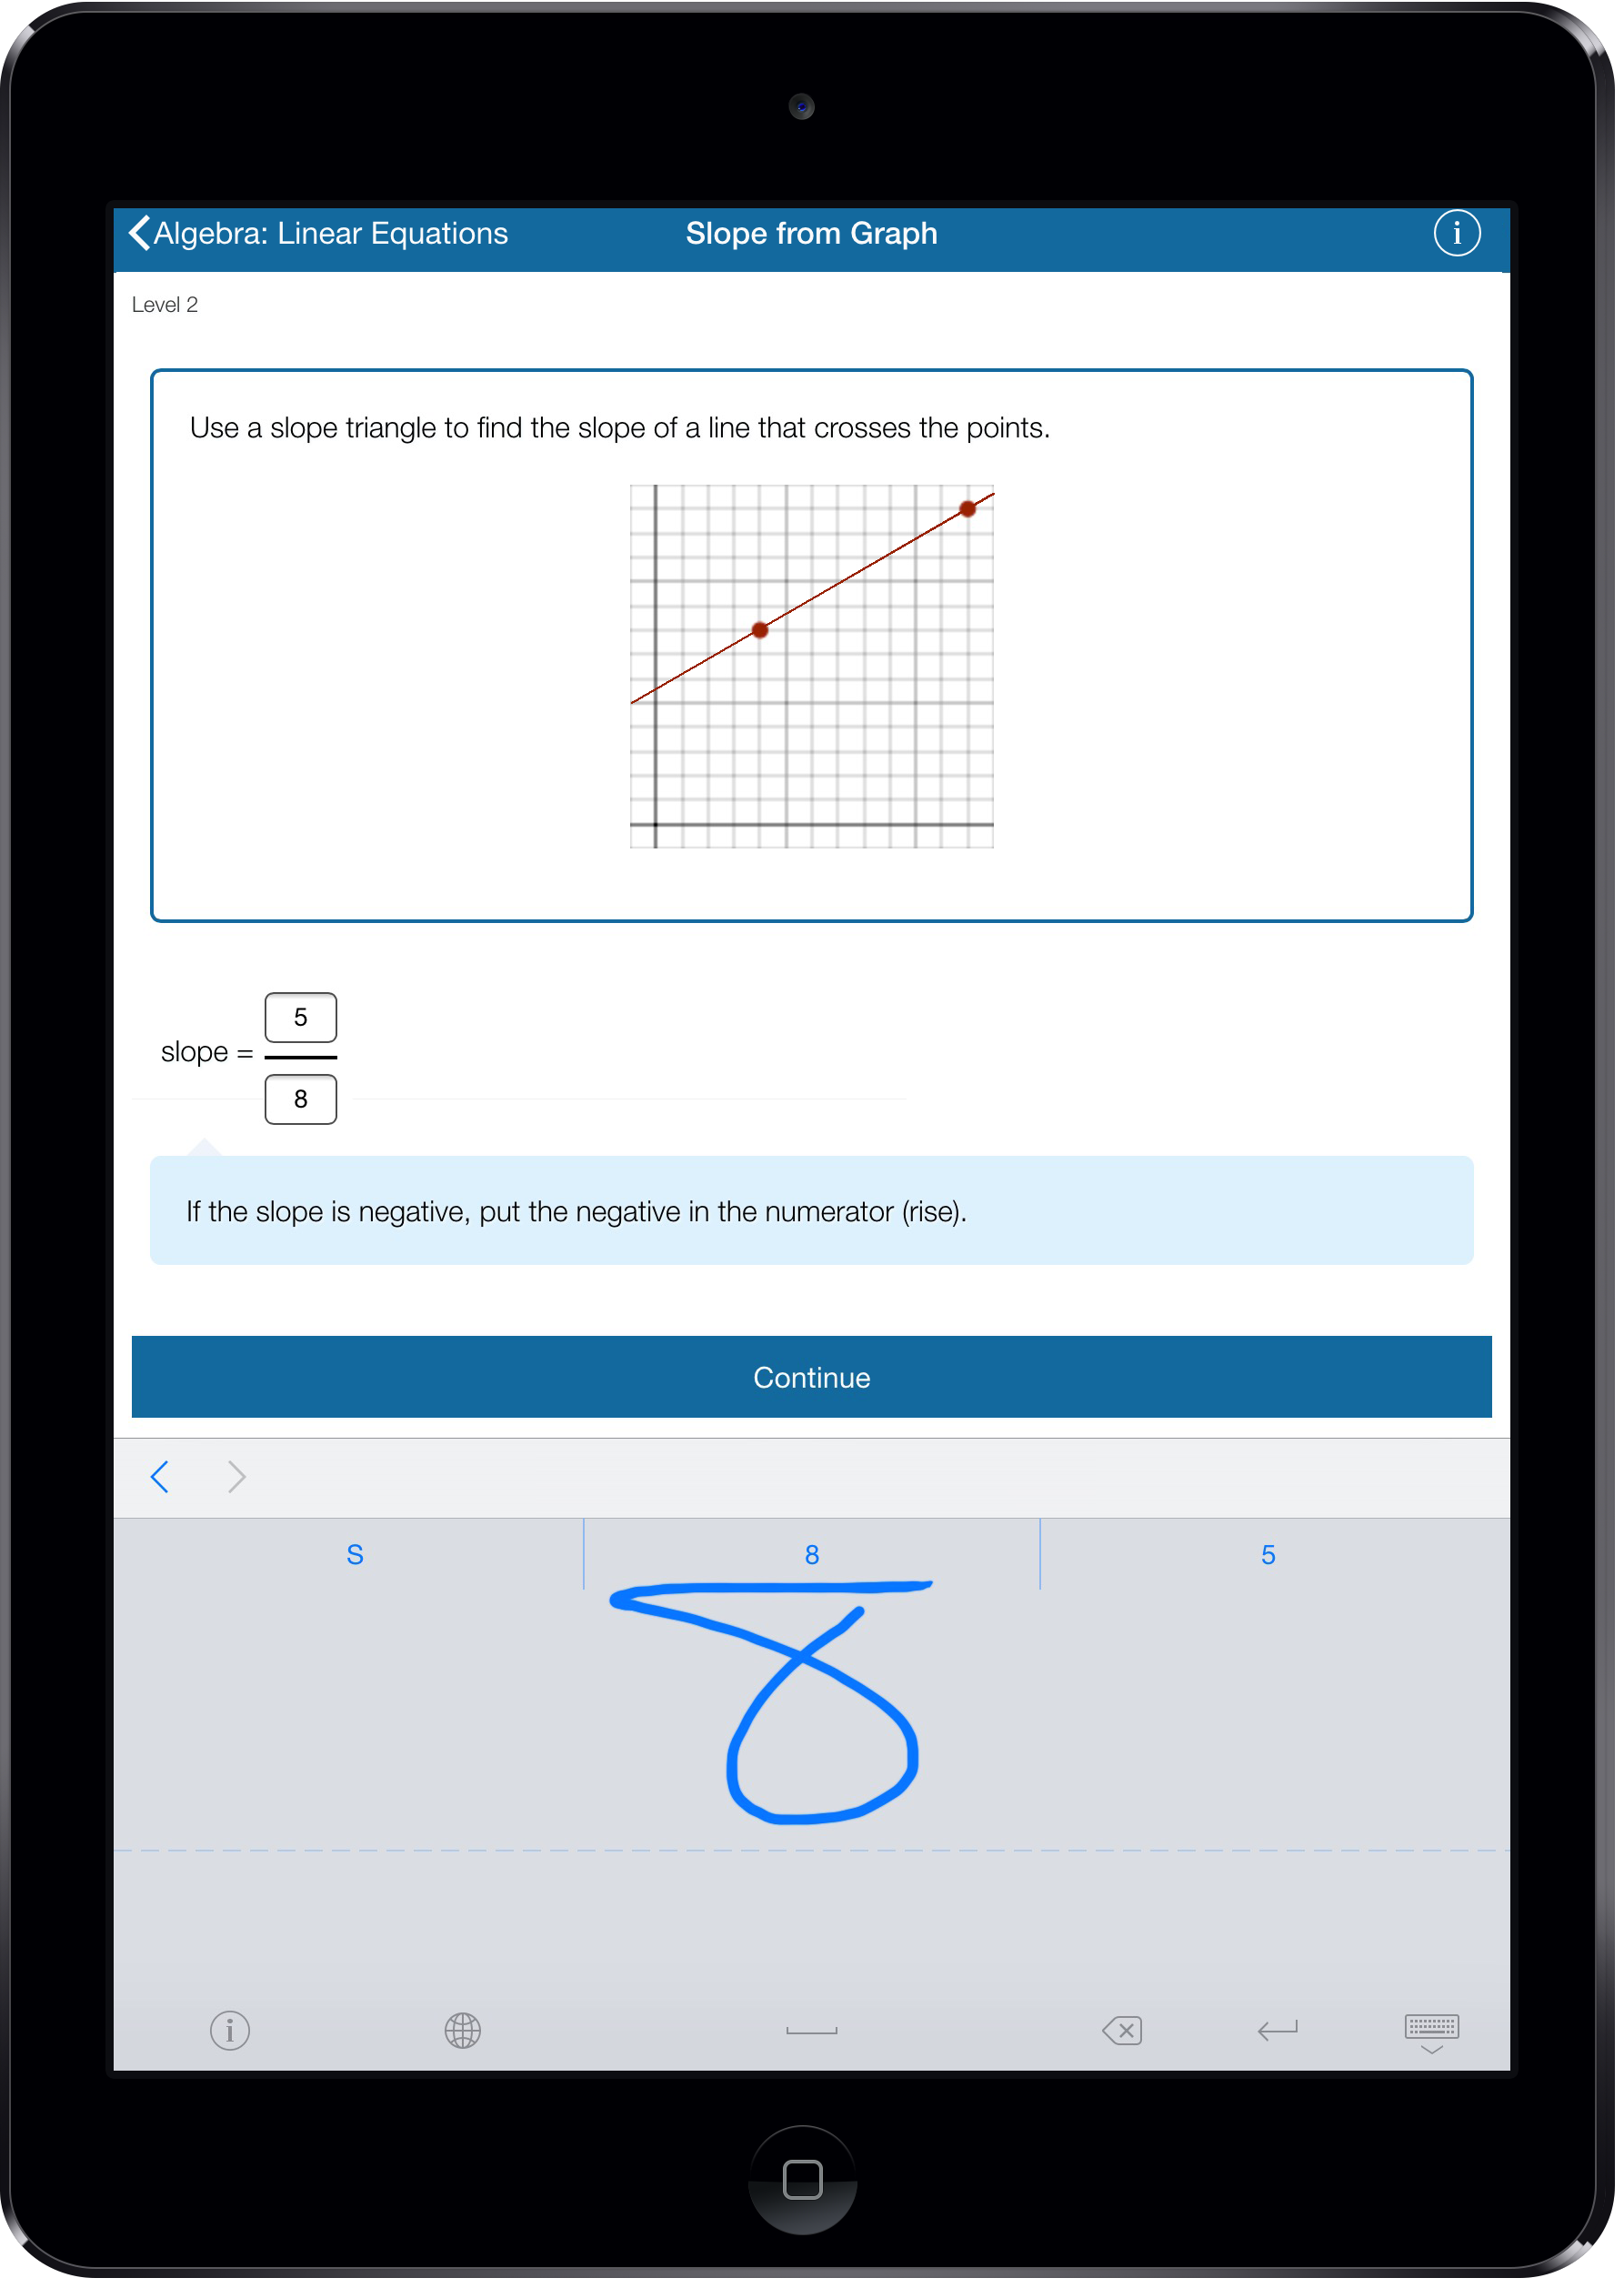 Algebra: Linear Equations Slope from Graph i
Level 2
Use a slope triangle to find the slope of a line that crosses the points.
5
slope =
8
If the slope is negative, put the negative in the numerator (rise).
Continue
S 8 5
8
i